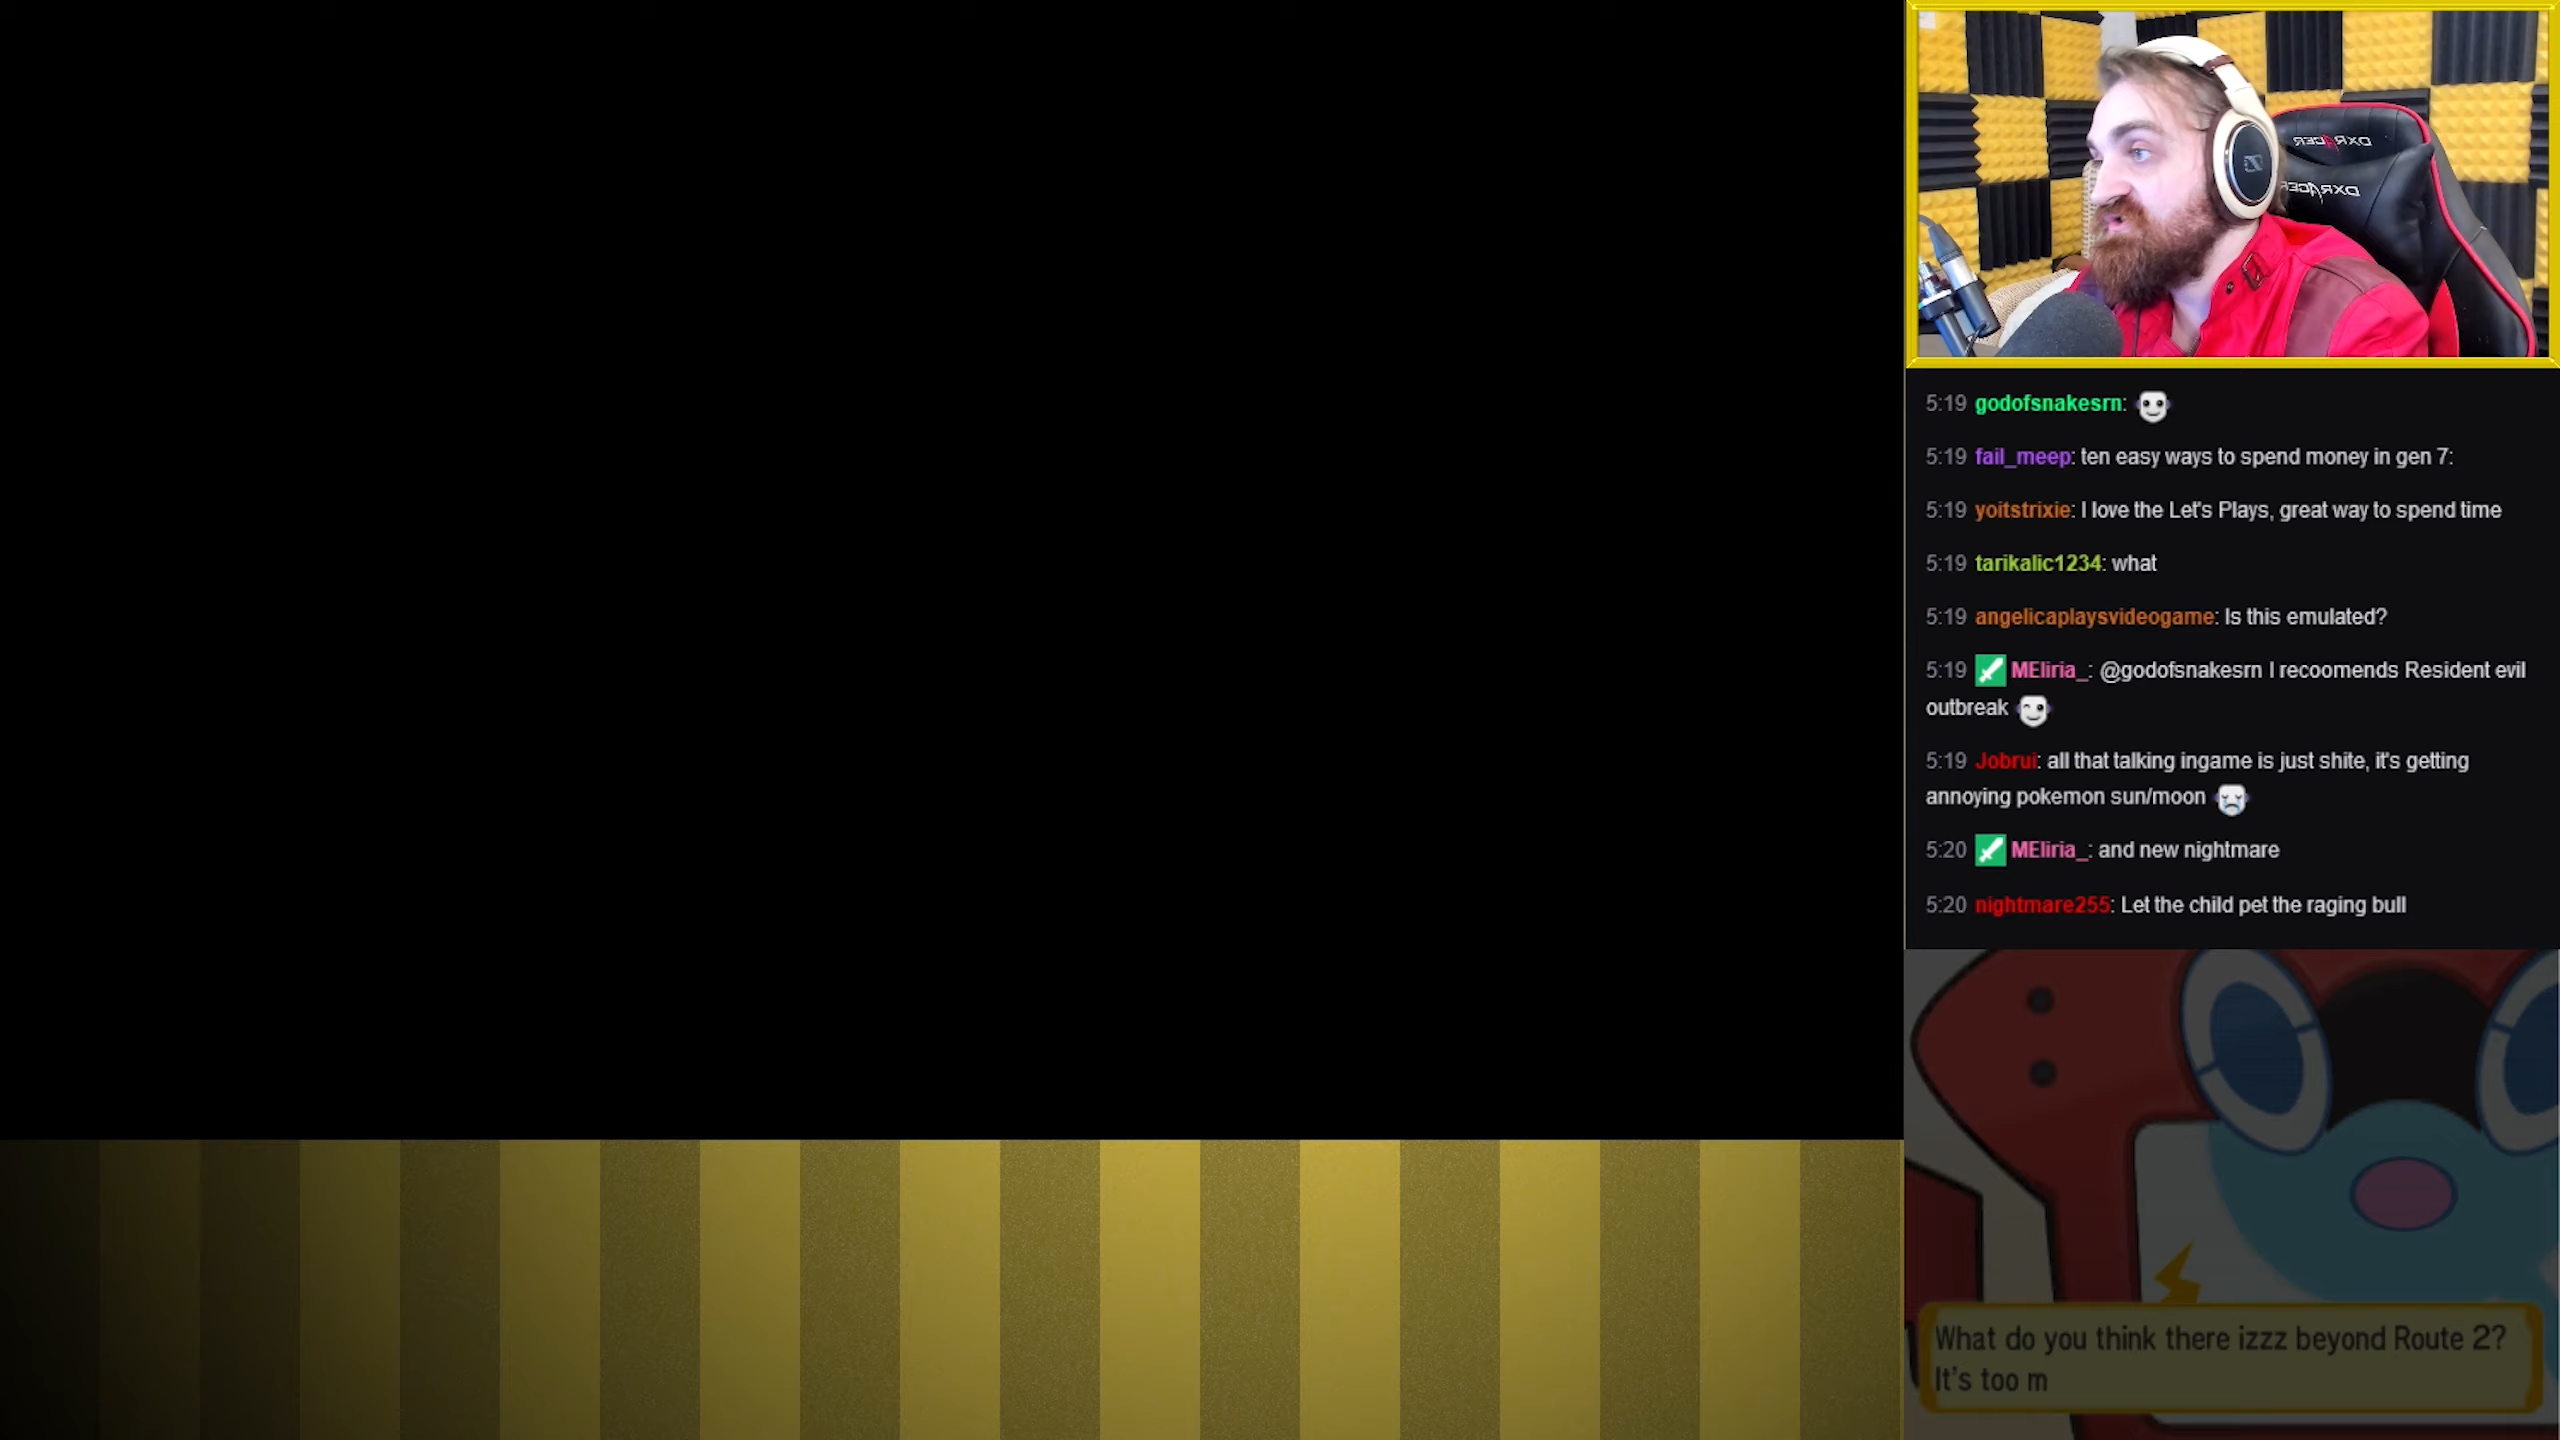 DXRACER
DXRACER
5:19 godofsnakesrn:
5:19 fail_meep: ten easy ways to spend money in gen 7:
5:19 yoitstrixie: I love the Let's Plays, great way to spend time
5:19 tarikalic1234: what
5:19 angelicaplaysvideogame: Is this emulated?
5:19 MEliria_: @godofsnakesrn I recoomends Resident evil
outbreak
5:19 Jobrui: all that talking ingame is just shite, it's getting
annoying pokemon sun/moon
5:20 MEliria_: and new nightmare
5:20 nightmare255: Let the child pet the raging bull
What do you think there izzz beyond Route 2?
It's too m